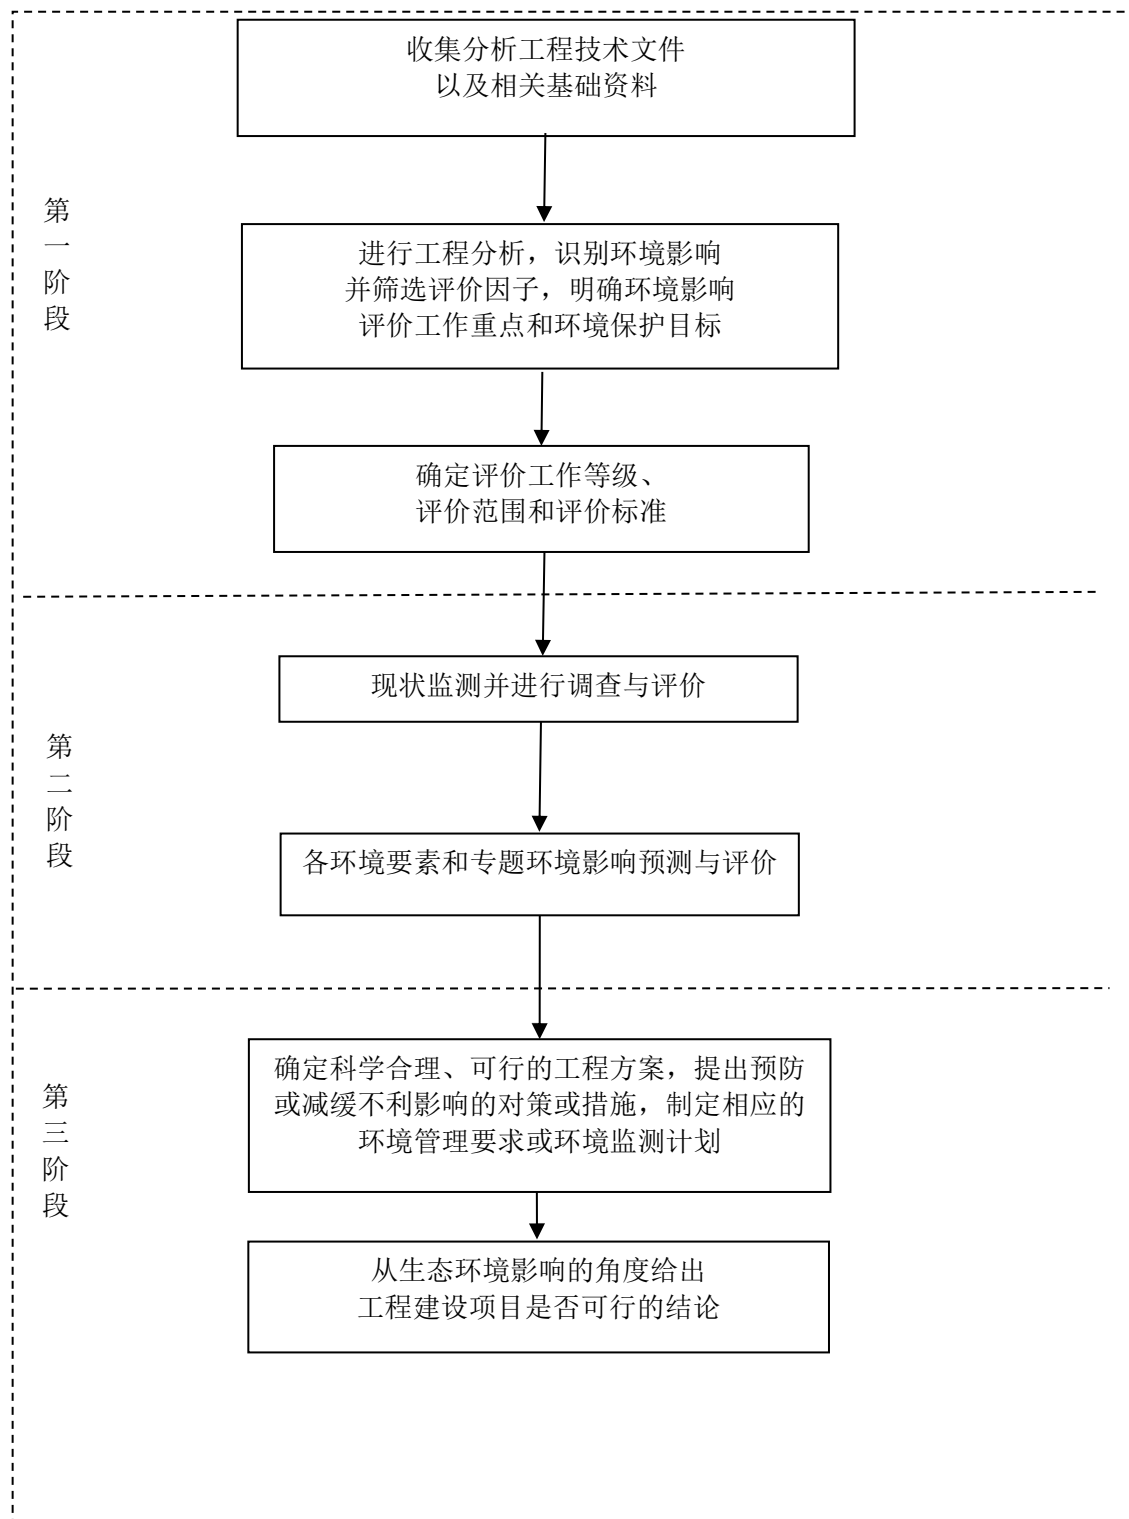 收集分析工程技术文件
以及相关基础资料
第一阶段
进行工程分析，识别环境影响
并筛选评价因子，明确环境影响
评价工作重点和环境保护目标
确定评价工作等级、
评价范围和评价标准
现状监测并进行调查与评价
第二阶段
各环境要素和专题环境影响预测与评价
确定科学合理、可行的工程方案，提出预防
或减缓不利影响的对策或措施，制定相应的
环境管理要求或环境监测计划
第三阶段
从生态环境影响的角度给出
工程建设项目是否可行的结论